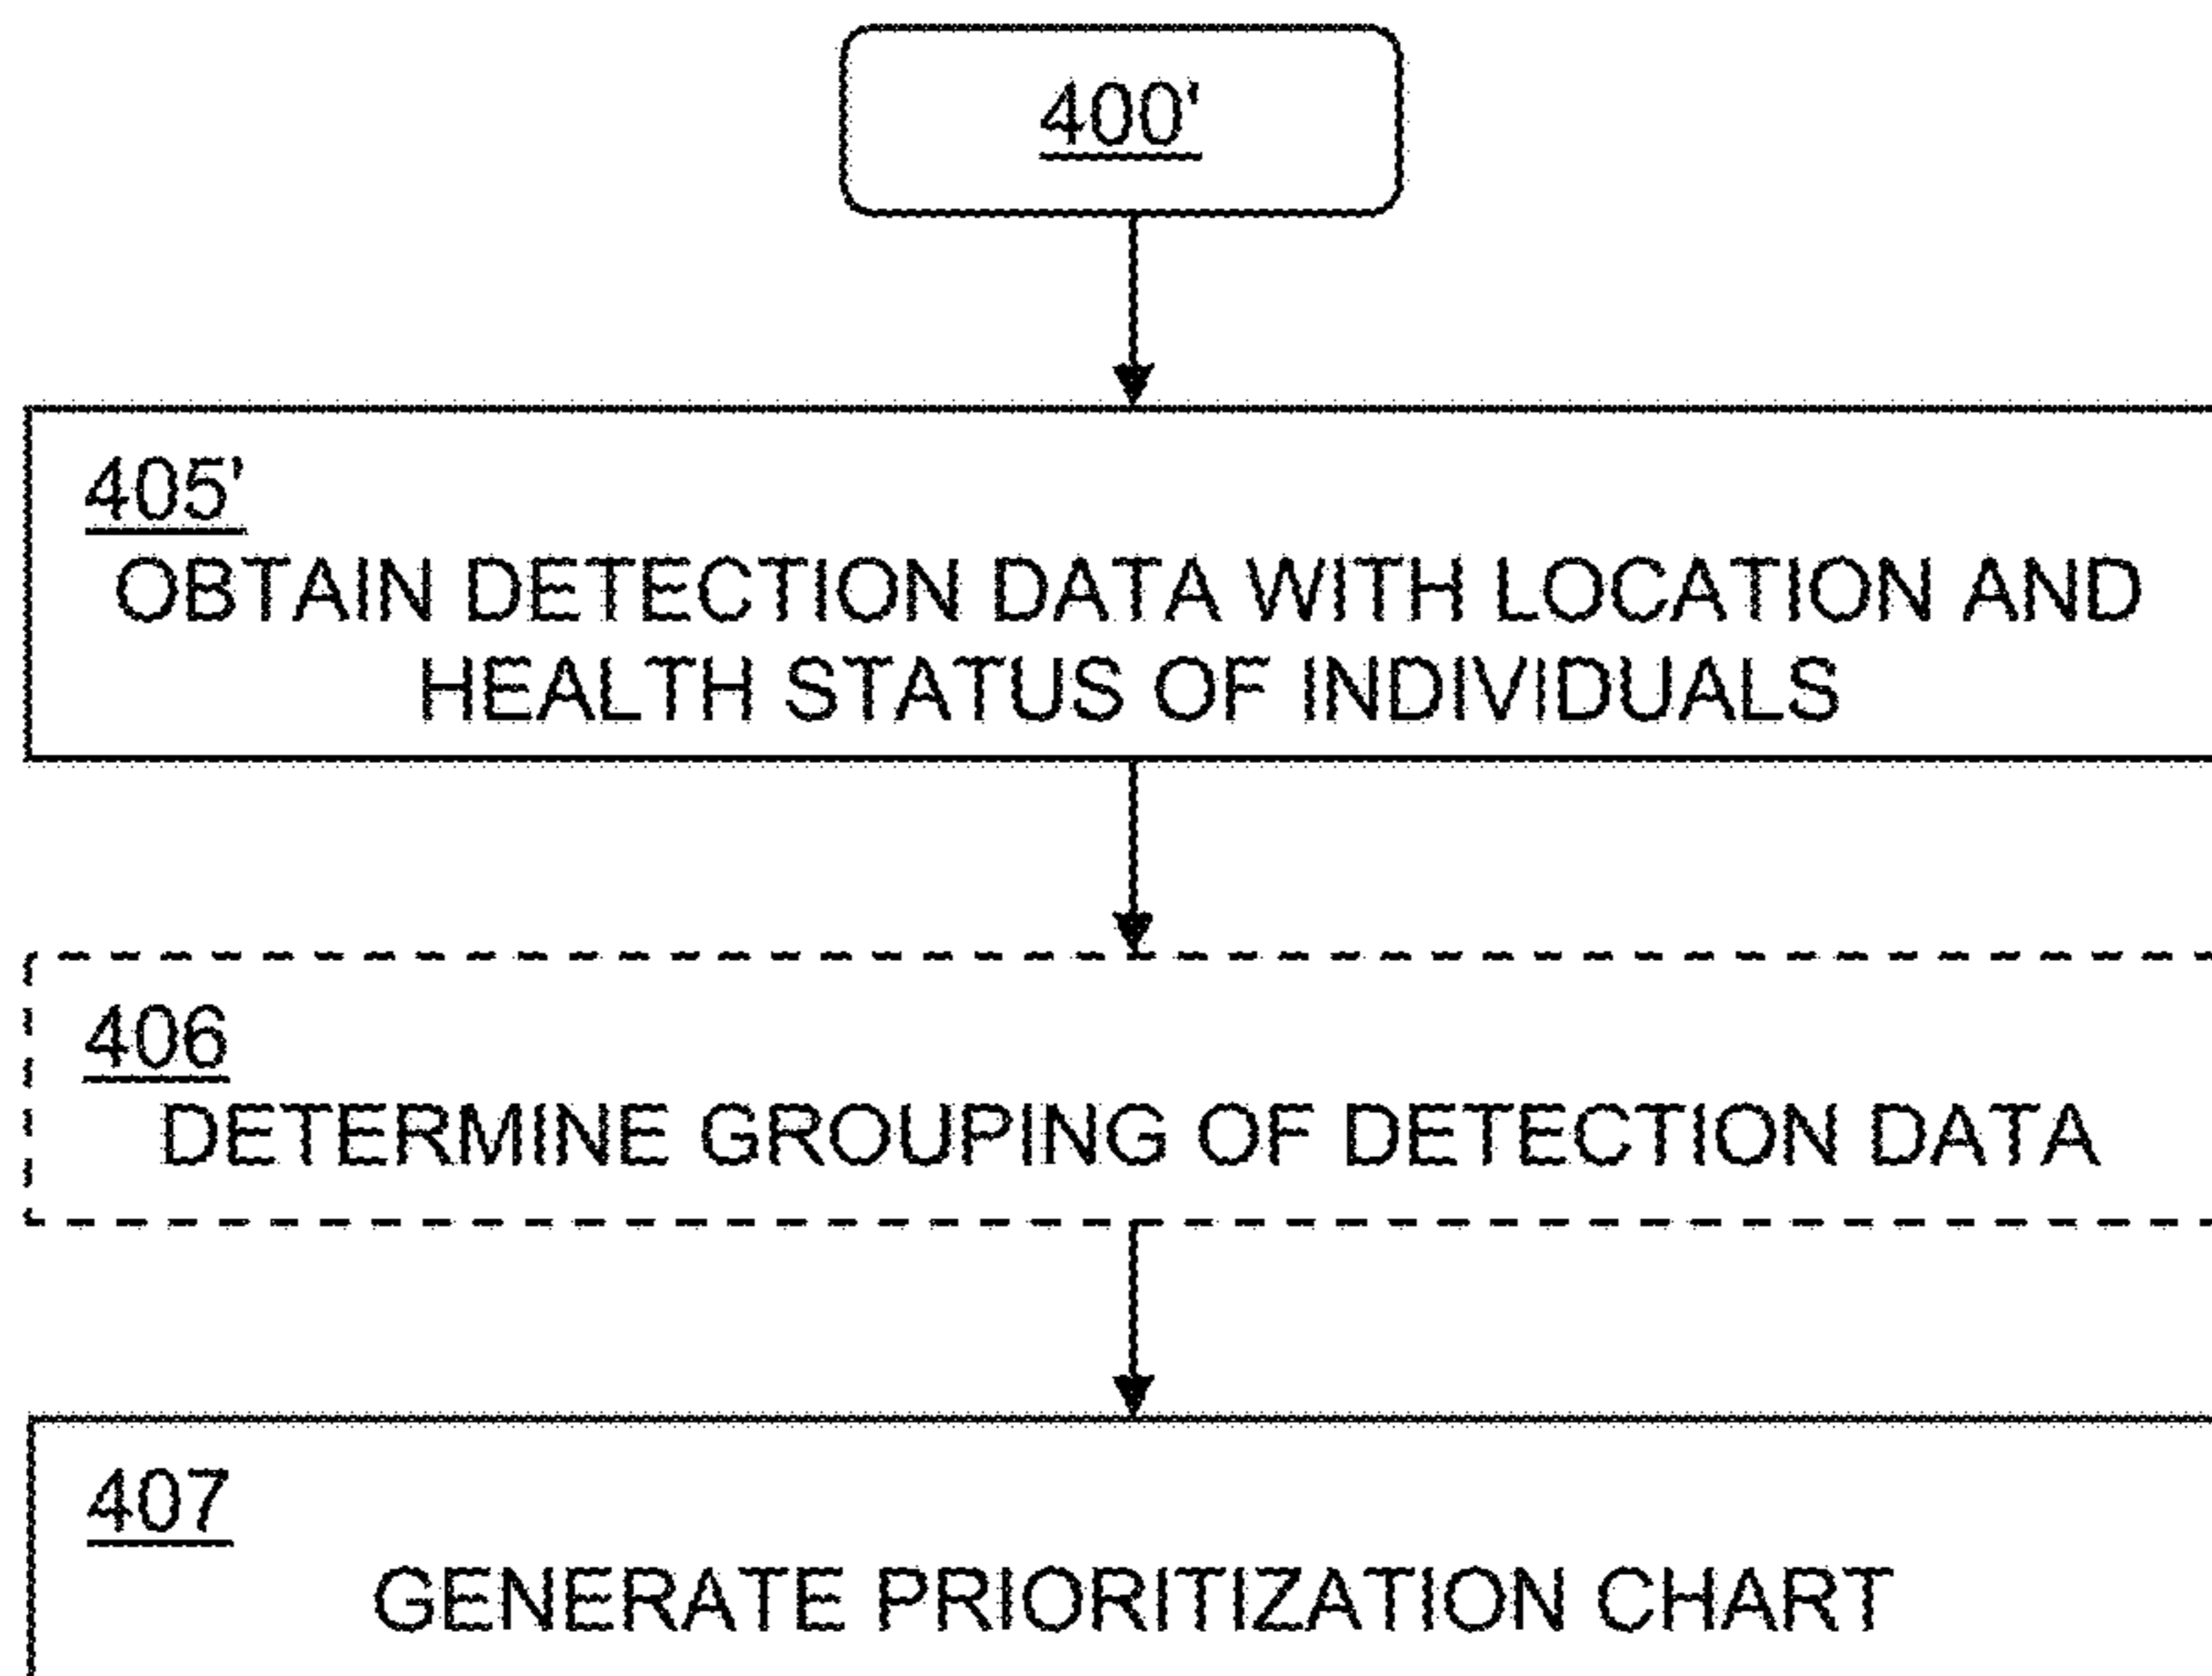 400'
405'
OBTAIN DETECTION DATA WITH LOCATION AND
HEALTH STATUS OF INDIVIDUALS
406
DETERMINE GROUPING OF DETECTION DATA
407
GENERATE PRIORITIZATION CHART